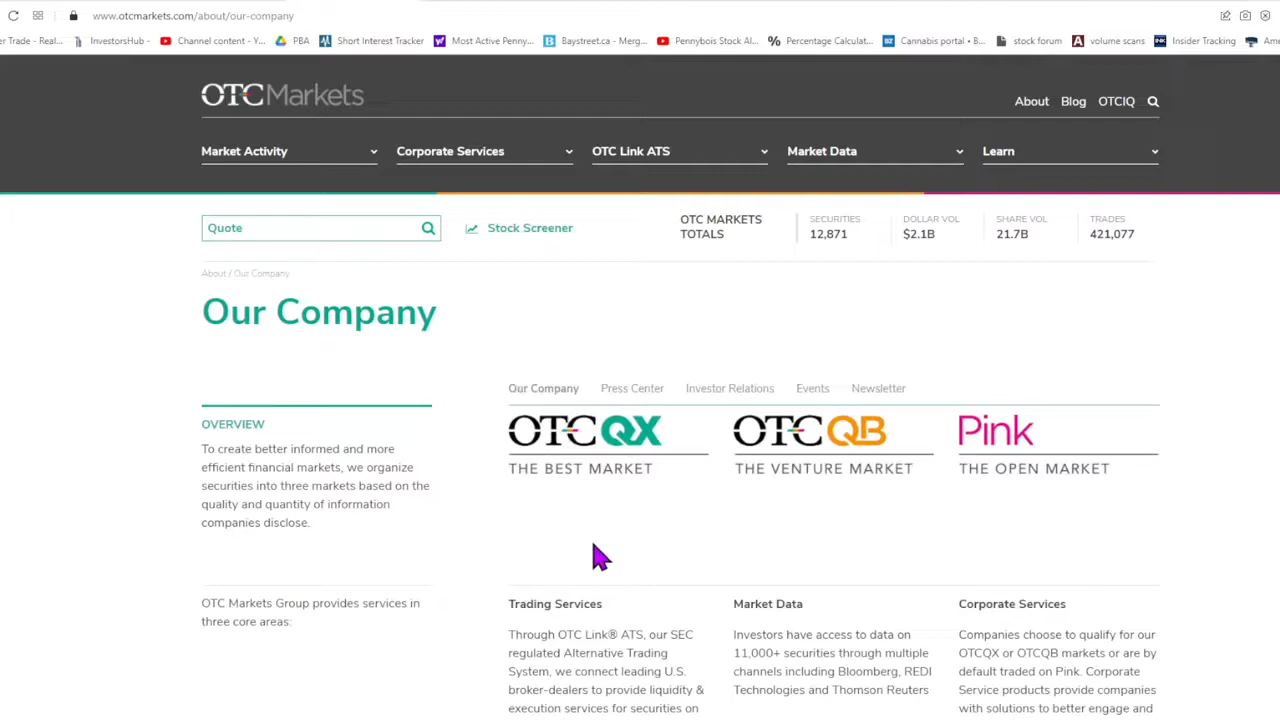 www.otcmarkets.com/about/our-company
er Trade - Real...
InvestorsHub -
Channel content - Y...
PBA
Short Interest Tracker
Most Active Penny...
Baystreet.ca - Merg...
Pennybois Stock Al...
Percentage Calculat...
Cannabis portal • B...
stock forum
volume scans
Insider Tracking
Ame
OTCMarkets
About
Blog
OTCIQ
Market Activity
Corporate Services
OTC Link ATS
Market Data
Learn
Quote
Stock Screener
OTC MARKETS
TOTALS
SECURITIES
12,871
DOLLAR VOL
$2.1B
SHARE VOL
21.7B
TRADES
421,077
About / Our Company
Our Company
Our Company
Press Center
Investor Relations
Events
Newsletter
OVERVIEW
To create better informed and more
efficient financial markets, we organize
securities into three markets based on the
quality and quantity of information
companies disclose.
OTCQX
THE BEST MARKET
OTCQB
THE VENTURE MARKET
Pink
THE OPEN MARKET
OTC Markets Group provides services in
three core areas:
Trading Services
Through OTC Link® ATS, our SEC
regulated Alternative Trading
System, we connect leading U.S.
broker-dealers to provide liquidity &
execution services for securities on
Market Data
Investors have access to data on
11,000+ securities through multiple
channels including Bloomberg, REDI
Technologies and Thomson Reuters
Corporate Services
Companies choose to qualify for our
OTCQX or OTCQB markets or are by
default traded on Pink. Corporate
Service products provide companies
with solutions to better engage and